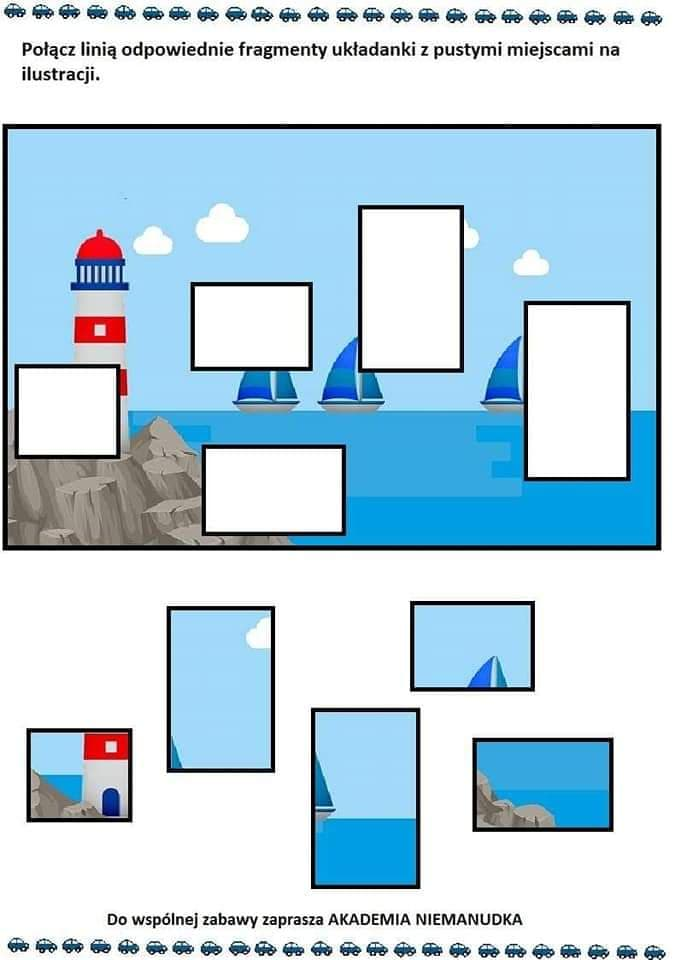 Połącz linią odpowiednie fragmenty układanki z pustymi miejscami na
ilustracji.
Do wspólnej zabawy zaprasza AKADEMIA NIEMANUDKA